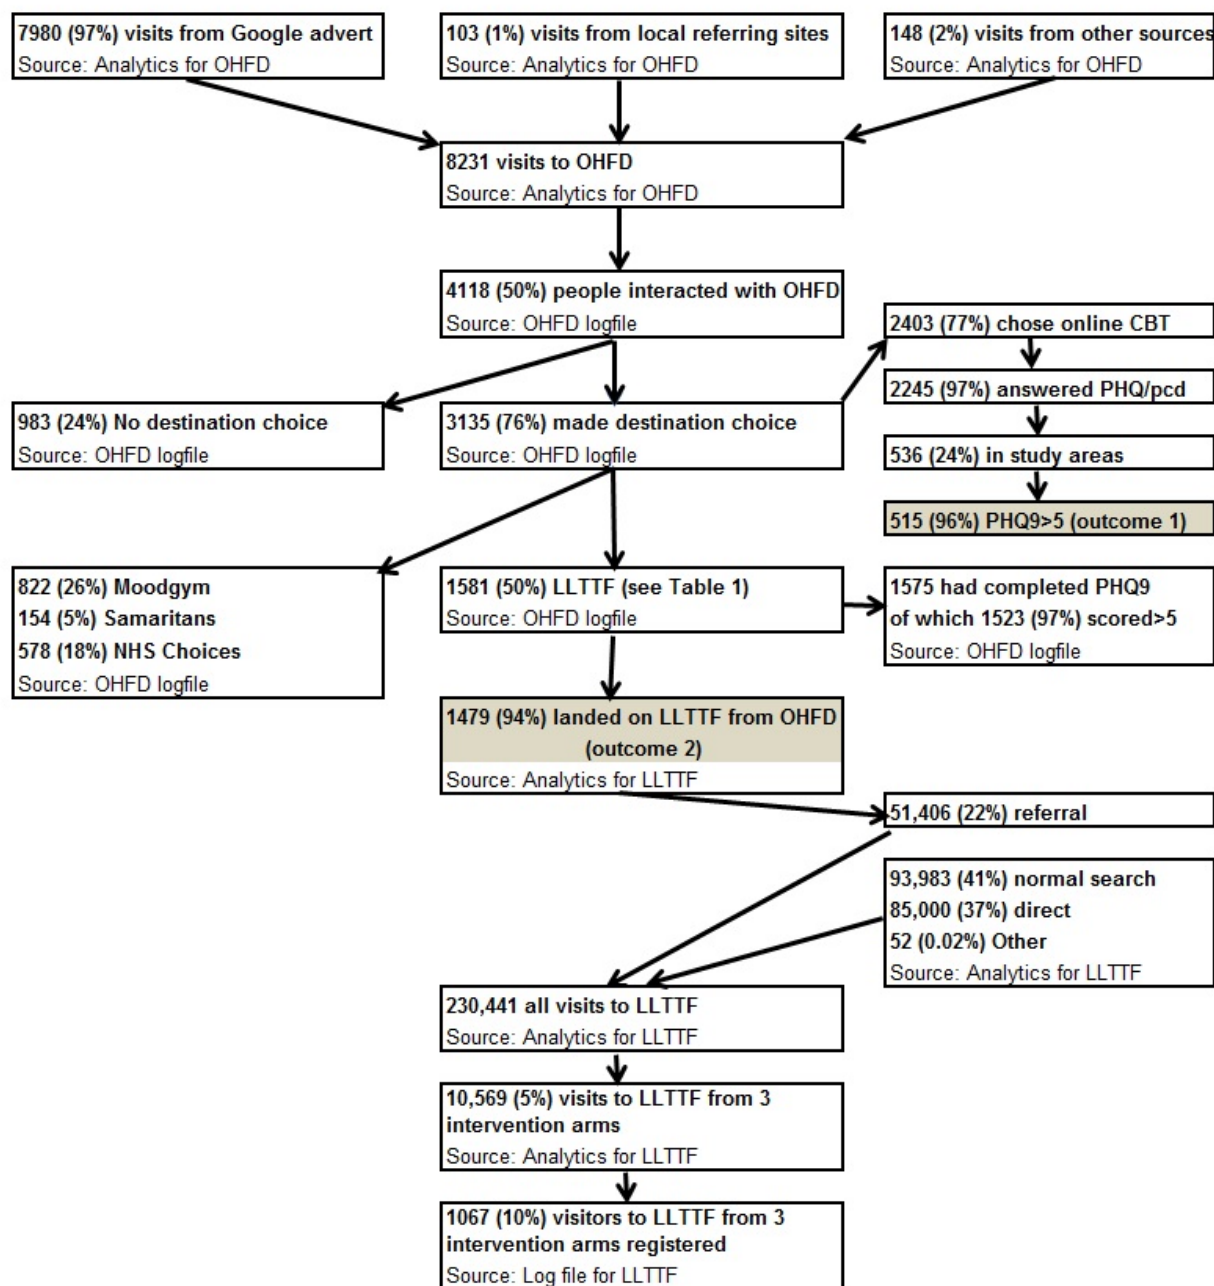 7980 (97%) visits from Google advert
Source: Analytics for OHFD
103 (1%) visits from local referring sites
Source: Analytics for OHFD
148 (2%) visits from other sources
Source: Analytics for OHFD
8231 visits to OHFD
Source: Analytics for OHFD
4118 (50%) people interacted with OHFD
Source: OHFD logfile
2403 (77%) chose online CBT
2245 (97%) answered PHQ/pcd
536 (24%) in study areas
515 (96%) PHQ9>5 (outcome 1)
983 (24%) No destination choice
Source: OHFD logfile
3135 (76%) made destination choice
Source: OHFD logfile
822 (26%) Moodgym
154 (5%) Samaritans
578 (18%) NHS Choices
Source: OHFD logfile
1581 (50%) LLTTF (see Table 1)
Source: OHFD logfile
1575 had completed PHQ9
of which 1523 (97%) scored>5
Source: OHFD logfile
1479 (94%) landed on LLTTF from OHFD
(outcome 2)
Source: Analytics for LLTTF
51,406 (22%) referral
93,983 (41%) normal search
85,000 (37%) direct
52 (0.02%) Other
Source: Analytics for LLTTF
230,441 all visits to LLTTF
Source: Analytics for LLTTF
10,569 (5%) visits to LLTTF from 3
intervention arms
Source: Analytics for LLTTF
1067 (10%) visitors to LLTTF from 3
intervention arms registered
Source: Log file for LLTTF